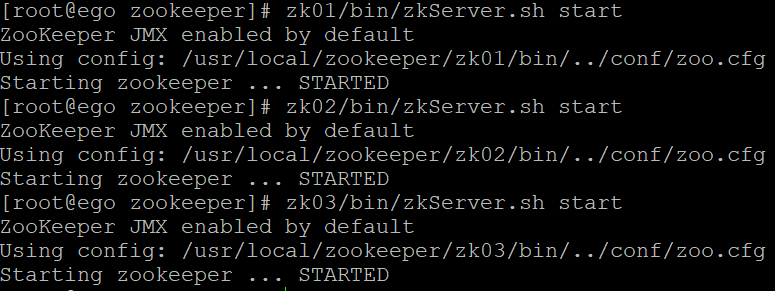 [root@ego zookeeper]# zk01/bin/zkServer.sh start
ZooKeeper JMX enabled by default
Using config: /usr/local/zookeeper/zk01/bin/../conf/zoo.cfg
Starting zookeeper ... STARTED
[root@ego zookeeper]# zk02/bin/zkServer.sh start
ZooKeeper JMX enabled by default
Using config: /usr/local/zookeeper/zk02/bin/../conf/zoo.cfg
Starting zookeeper ... STARTED
[root@ego zookeeper]# zk03/bin/zkServer.sh start
ZooKeeper JMX enabled by default
Using config: /usr/local/zookeeper/zk03/bin/../conf/zoo.cfg
Starting zookeeper ... STARTED